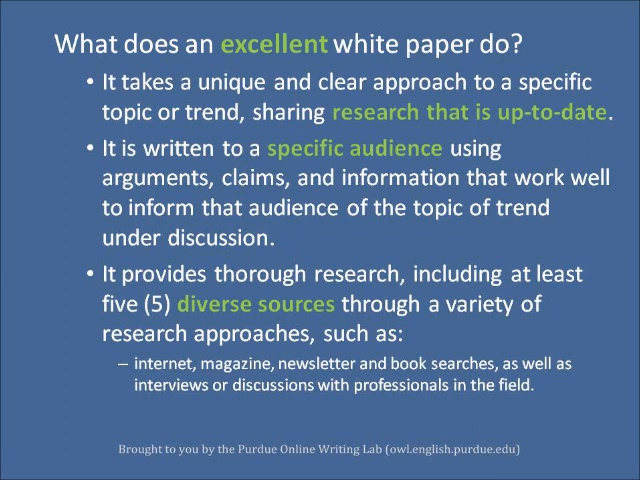 What does an excellent white paper do?
• It takes a unique and clear approach to a specific
topic or trend, sharing research that is up-to-date.
• It is written to a specific audience using
arguments, claims, and information that work well
to inform that audience of the topic of trend
under discussion.
• It provides thorough research, including at least
five (5) diverse sources through a variety of
research approaches, such as:
– internet, magazine, newsletter and book searches, as well as
interviews or discussions with professionals in the field.
Brought to you by the Purdue Online Writing Lab (owl.english.purdue.edu)